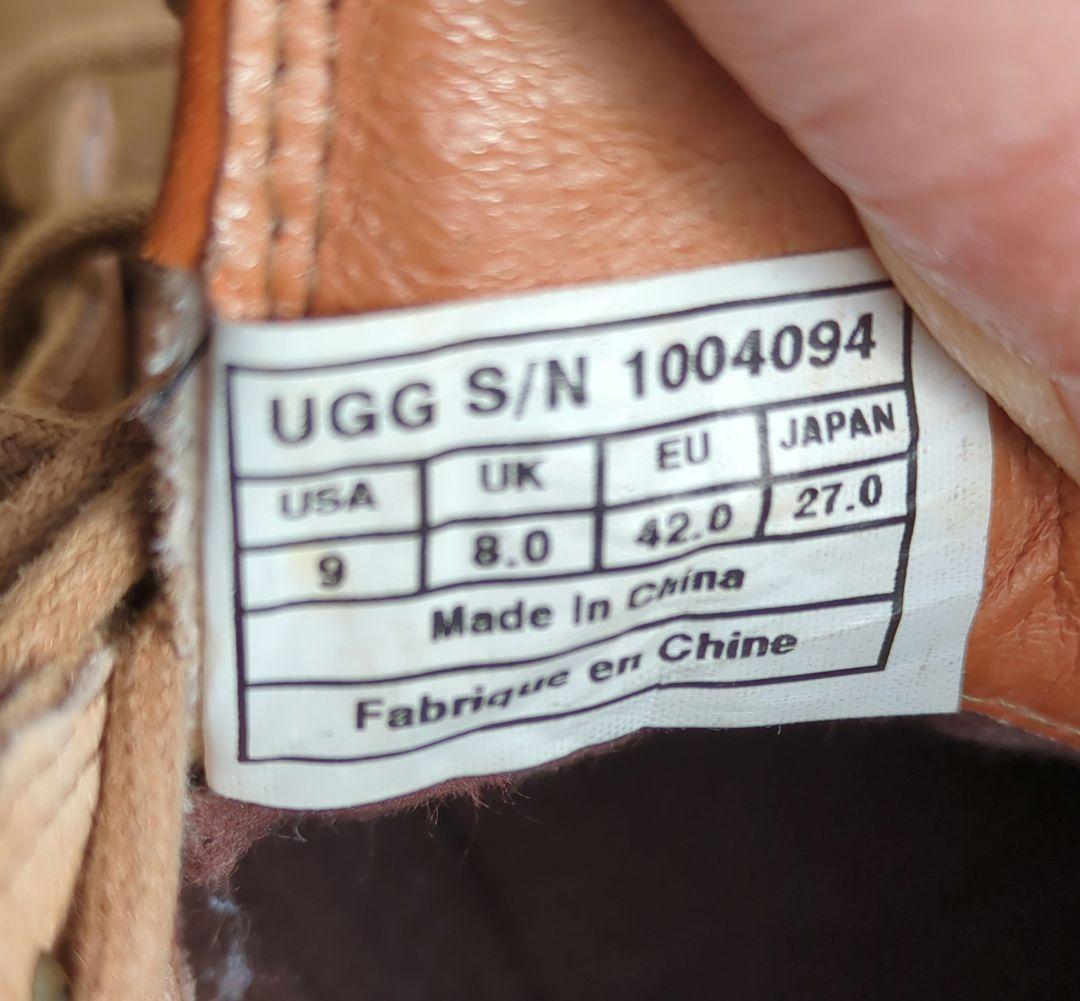 UGG S/N 1004094
USA UK EU JAPAN
9 8.0 42.0 27.0
Made In China
Fabrique en Chine